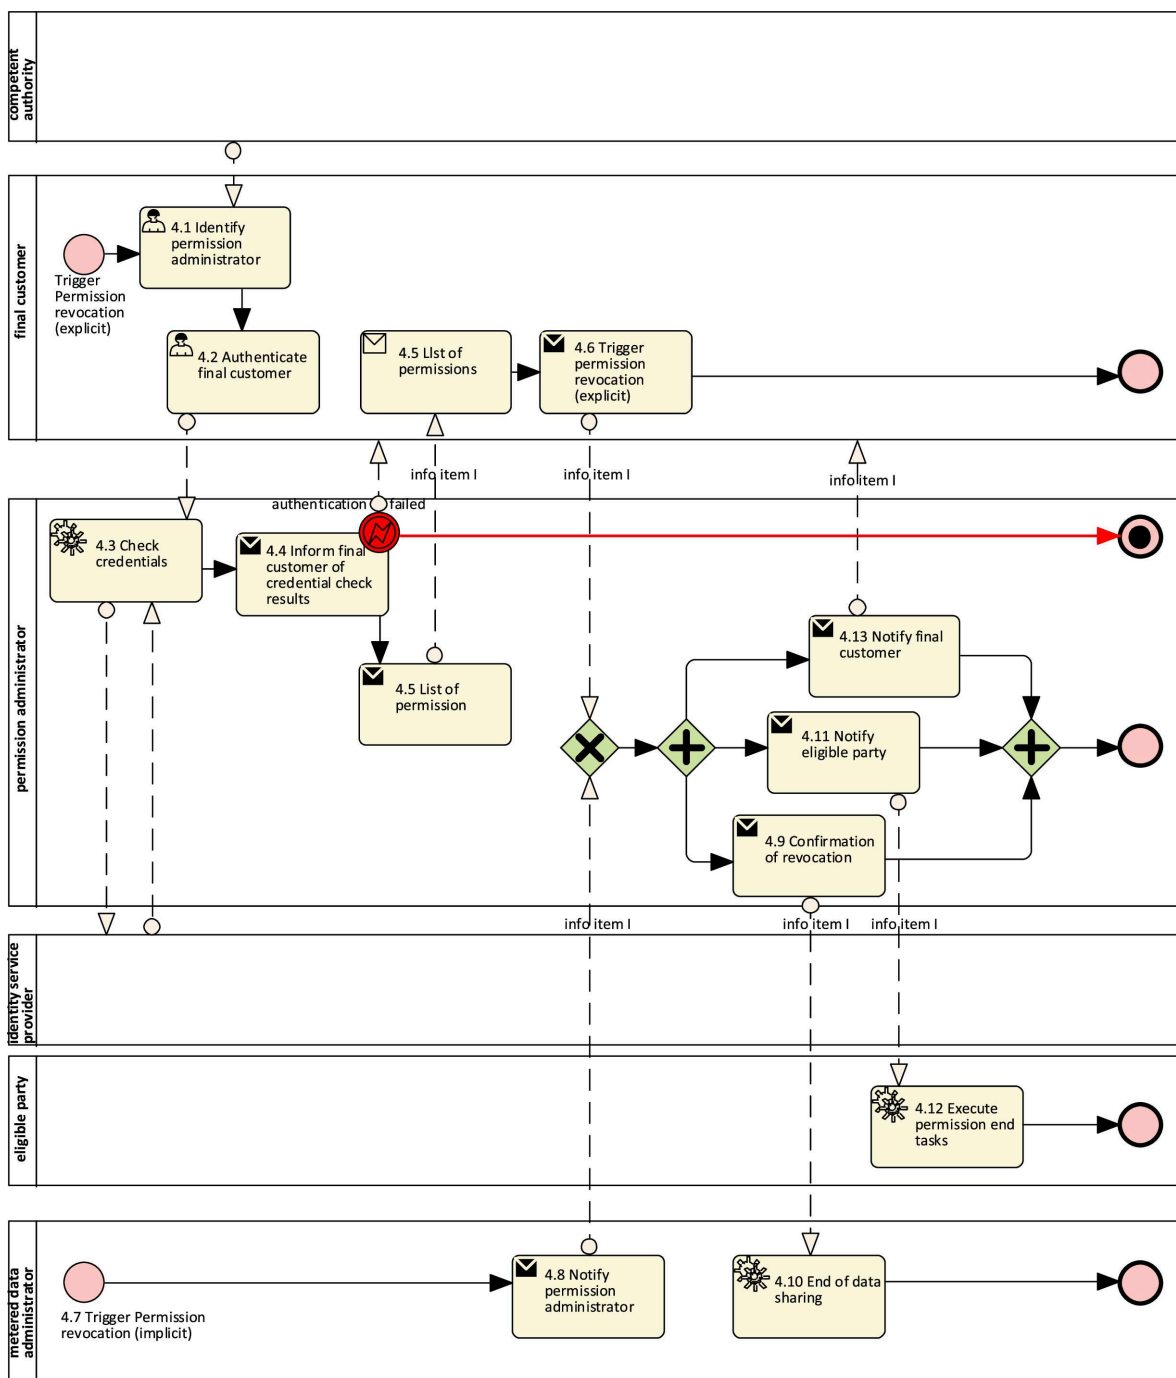 competent
authority
final customer
4.1 Identify
permission
administrator
Trigger
Permission
revocation
(explicit)
4.2 Authenticate
final customer
4.5 LIst of
permissions
4.6 Trigger
permission
revocation
(explicit)
info item I
info item I
info item I
permission administrator
authentication failed
4.3 Check
credentials
4.4 Inform final
customer of
credential check
results
4.5 List of
permission
4.13 Notify final
customer
4.11 Notify
eligible party
4.9 Confirmation
of revocation
info item I
info item I
info item I
identity service
provider
eligible party
4.12 Execute
permission end
tasks
metered data
administrator
4.7 Trigger Permission
revocation (implicit)
4.8 Notify
permission
administrator
4.10 End of data
sharing